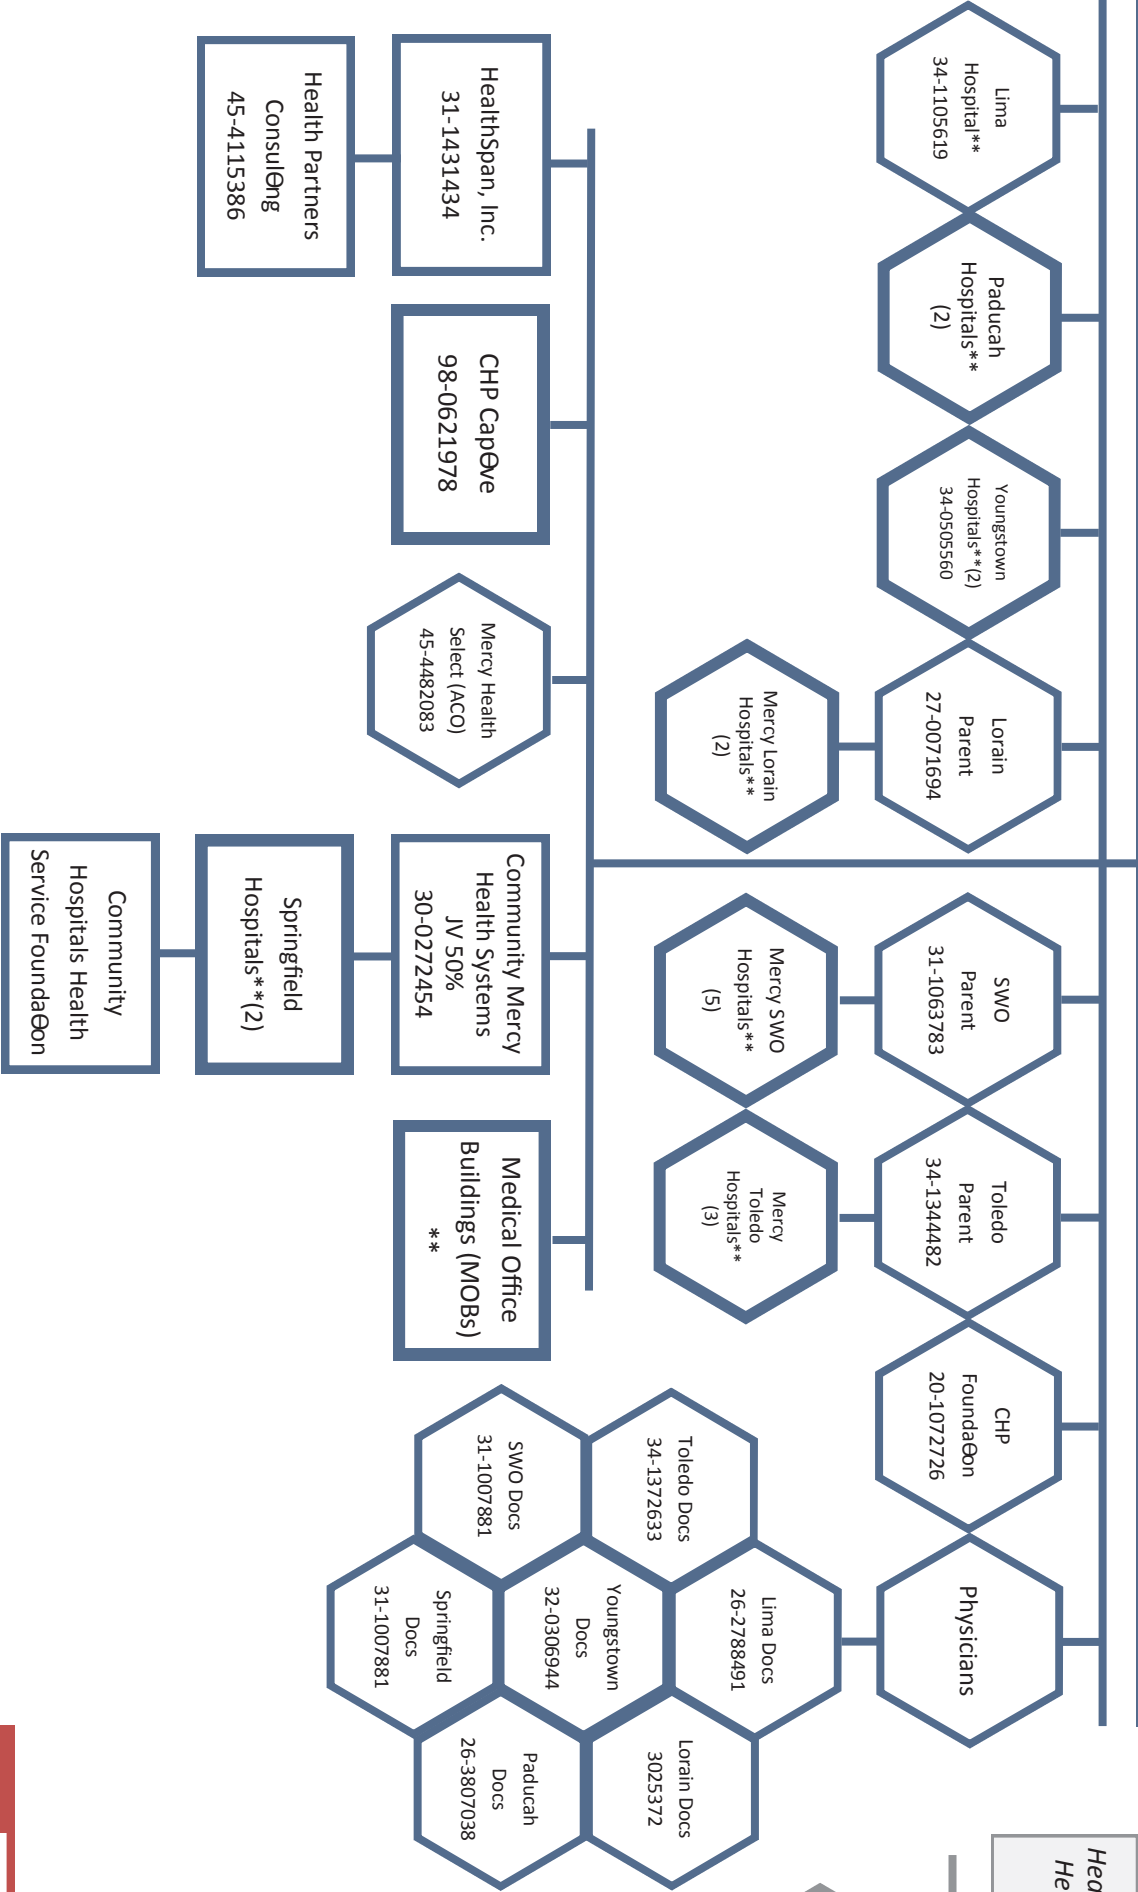 Lima
Hospital**
34-1105619
Paducah
Hospitals**
(2)
Youngstown
Hospitals**(2)
34-0505560
Lorain
Parent
27-0071694
SWO
Parent
31-1063783
Toledo
Parent
34-1344482
CHP
FoundaƟon
20-1072726
Physicians
Mercy Lorain
Hospitals**
(2)
Mercy SWO
Hospitals**
(5)
Mercy
Toledo
Hospitals**
(3)
Lima Docs
26-2788491
Toledo Docs
34-1372633
Lorain Docs
3025372
Youngstown
Docs
32-0306944
SWO Docs
31-1007881
Paducah
Docs
26-3807038
Springfield
Docs
31-1007881
HealthSpan, Inc.
31-1431434
CHP CapƟve
98-0621978
Mercy Health
Select (ACO)
45-4482083
Community Mercy
Health Systems
JV 50%
30-0272454
Medical Office
Buildings (MOBs)
**
Health Partners
ConsulƟng
45-4115386
Springfield
Hospitals**(2)
Community
Hospitals Health
Service FoundaƟon